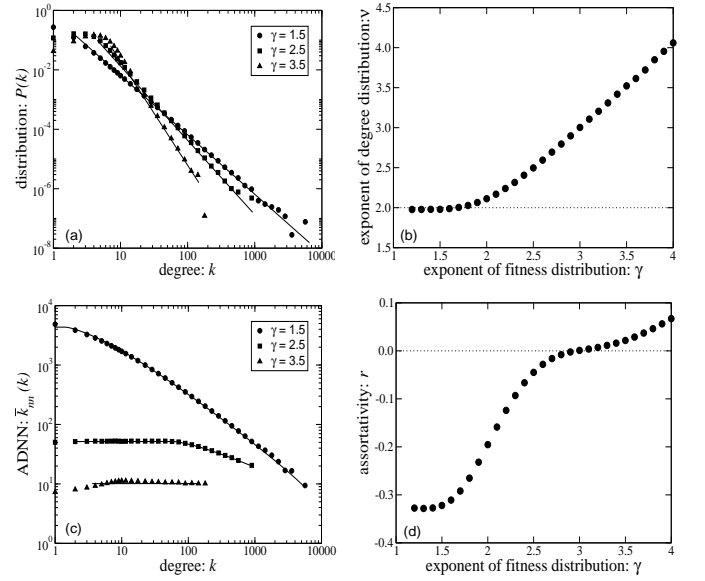 10^0
10^-2
10^-4
10^-6
10^-8
distribution: P(k)
γ = 1.5
γ = 2.5
γ = 3.5
(a)
1 10 100 1000 10000
degree: k
4.5
4.0
3.5
3.0
2.5
2.0
1.5
exponent of degree distribution:ν
(b)
1 1.5 2 2.5 3 3.5 4
exponent of fitness distribution: γ
10^4
10^3
10^2
10^1
10^0
ADNN: k̅nn (k)
γ = 1.5
γ = 2.5
γ = 3.5
(c)
1 10 100 1000 10000
degree: k
0.1
0.0
-0.1
-0.2
-0.3
-0.4
assortativity: r
(d)
1 1.5 2 2.5 3 3.5 4
exponent of fitness distribution: γ